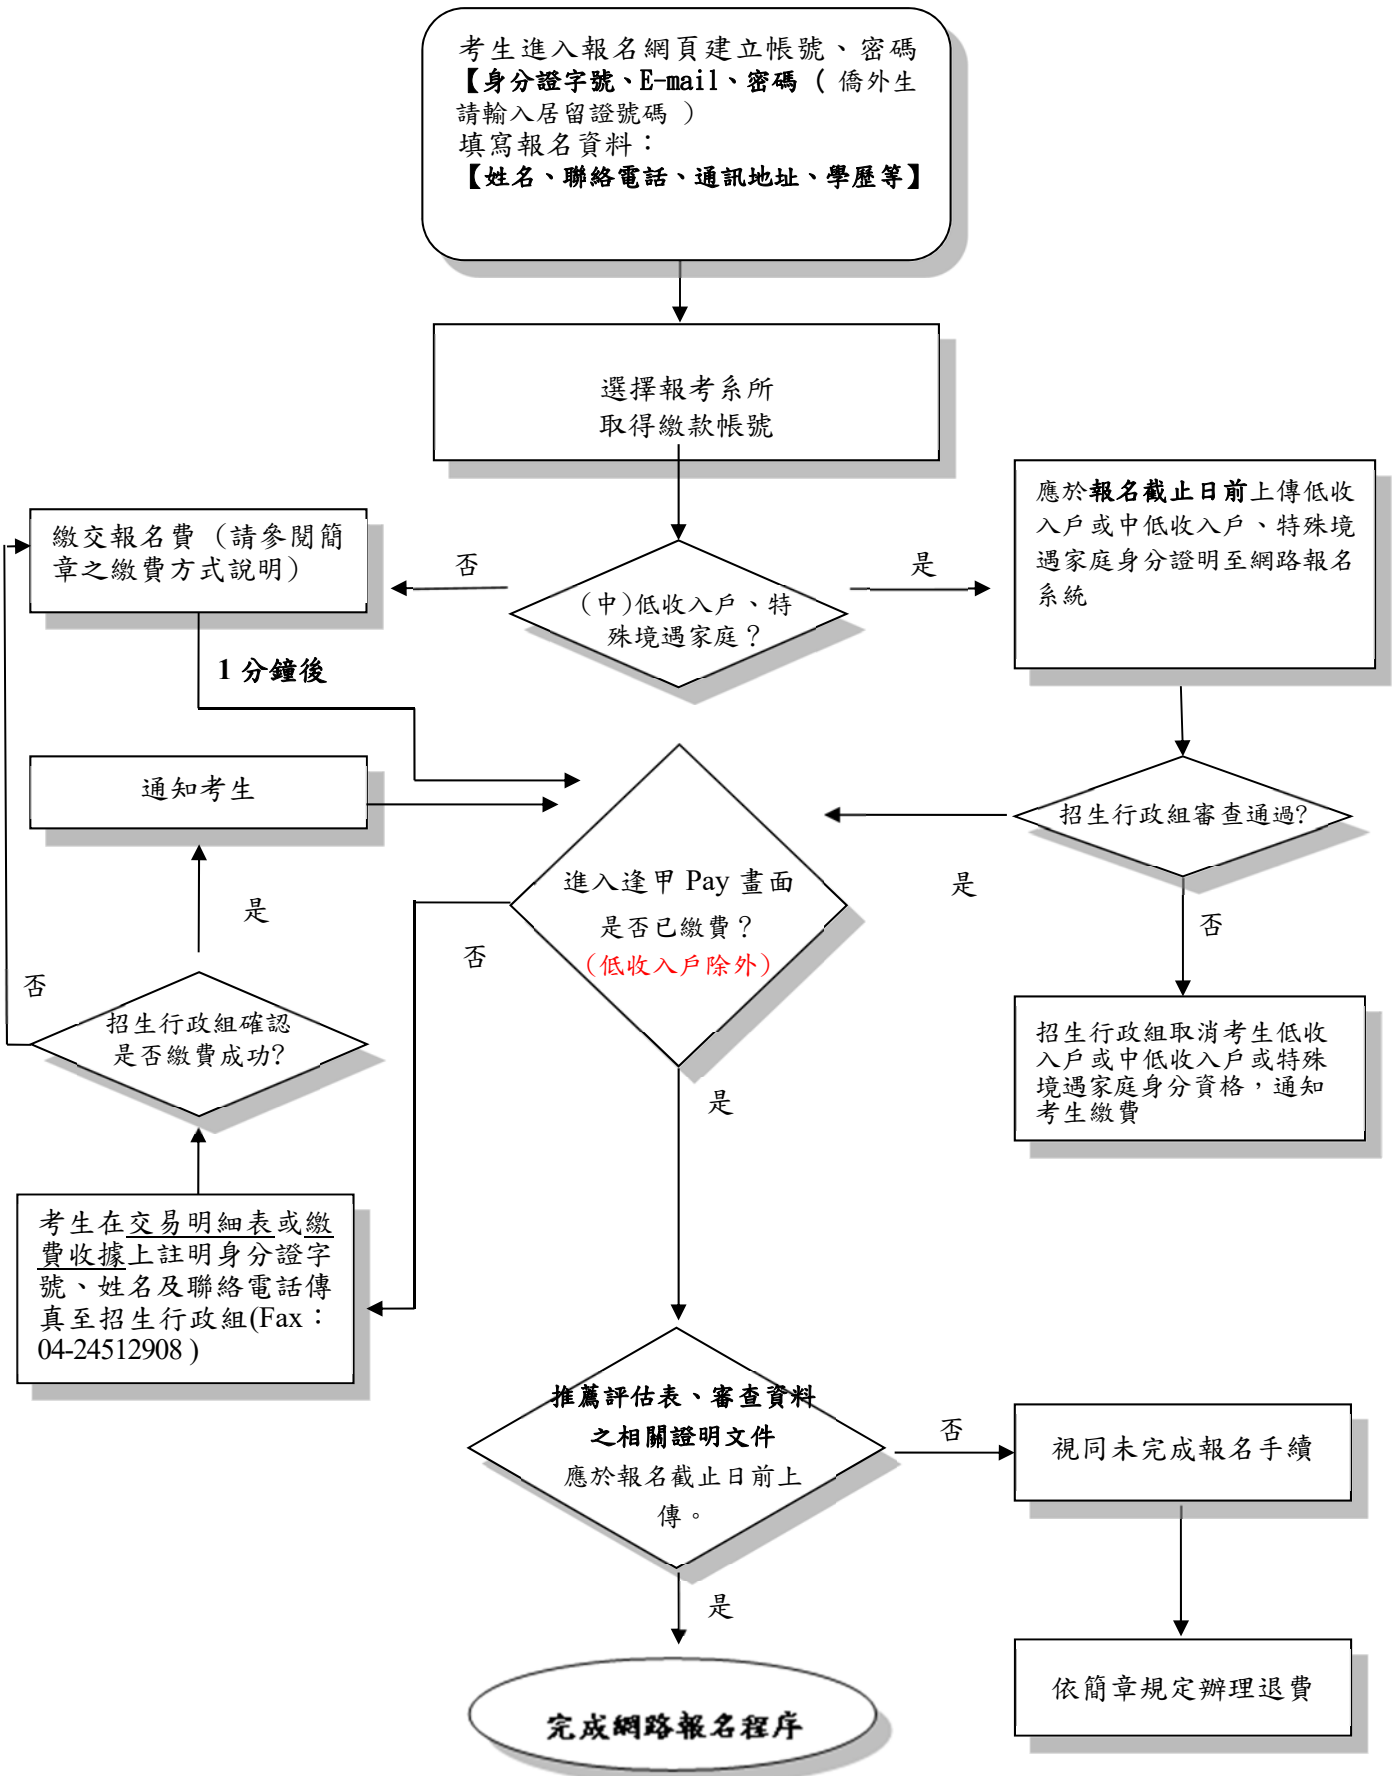 考生進入報名網頁建立帳號、密碼
【身分證字號、E-mail、密碼 ( 僑外生
請輸入居留證號碼 )
填寫報名資料：
【姓名、聯絡電話、通訊地址、學歷等】
選擇報考系所
取得繳款帳號
應於報名截止日前上傳低收
入戶或中低收入戶、特殊境
遇家庭身分證明至網路報名
系統
繳交報名費（請參閱簡
章之繳費方式說明）
否
是
(中)低收入戶、特
殊境遇家庭？
1 分鐘後
通知考生
招生行政組審查通過?
進入逢甲 Pay 畫面
是否已繳費？
（低收入戶除外）
是
是
否
否
否
招生行政組確認
是否繳費成功?
招生行政組取消考生低收
入戶或中低收入戶或特殊
境遇家庭身分資格，通知
考生繳費
是
考生在交易明細表或繳
費收據上註明身分證字
號、姓名及聯絡電話傳
真至招生行政組(Fax：
04-24512908 )
推薦評估表、審查資料
之相關證明文件
應於報名截止日前上
傳。
否
視同未完成報名手續
是
依簡章規定辦理退費
完成網路報名程序